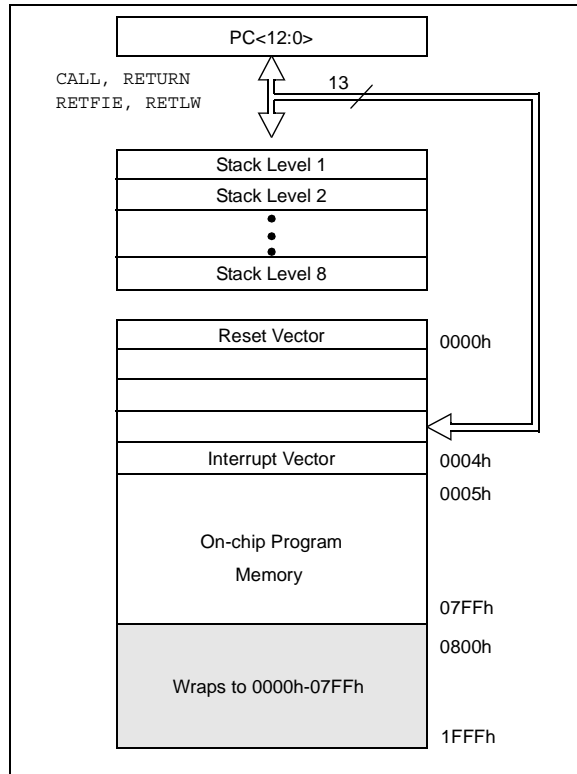 PC<12:0>
CALL, RETURN
RETFIE, RETLW
13
Stack Level 1
Stack Level 2
Stack Level 8
Reset Vector
0000h
Interrupt Vector
0004h
0005h
On-chip Program
Memory
07FFh
0800h
Wraps to 0000h-07FFh
1FFFh